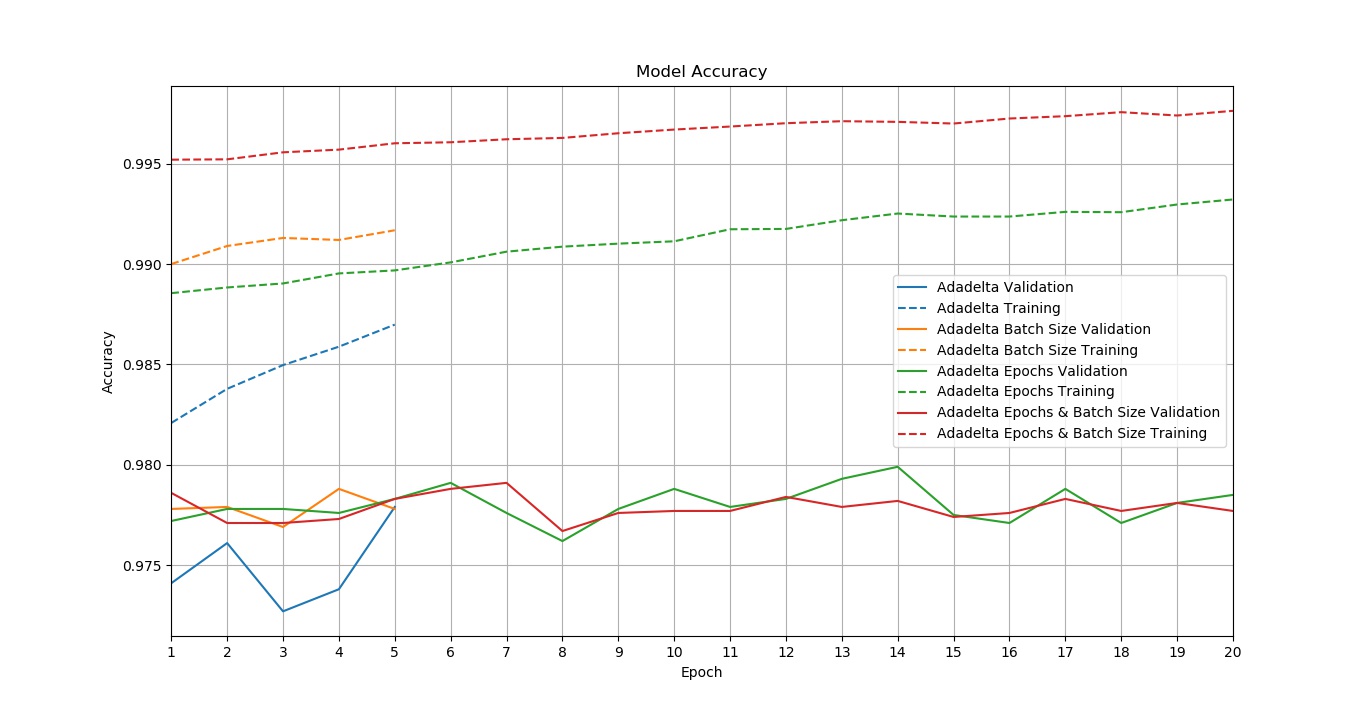 Model Accuracy
0.995
0.990
0.985
0.980
0.975
Accuracy
Adadelta Validation
Adadelta Training
Adadelta Batch Size Validation
Adadelta Batch Size Training
Adadelta Epochs Validation
Adadelta Epochs Training
Adadelta Epochs & Batch Size Validation
Adadelta Epochs & Batch Size Training
1 2 3 4 5 6 7 8 9 10 11 12 13 14 15 16 17 18 19 20
Epoch